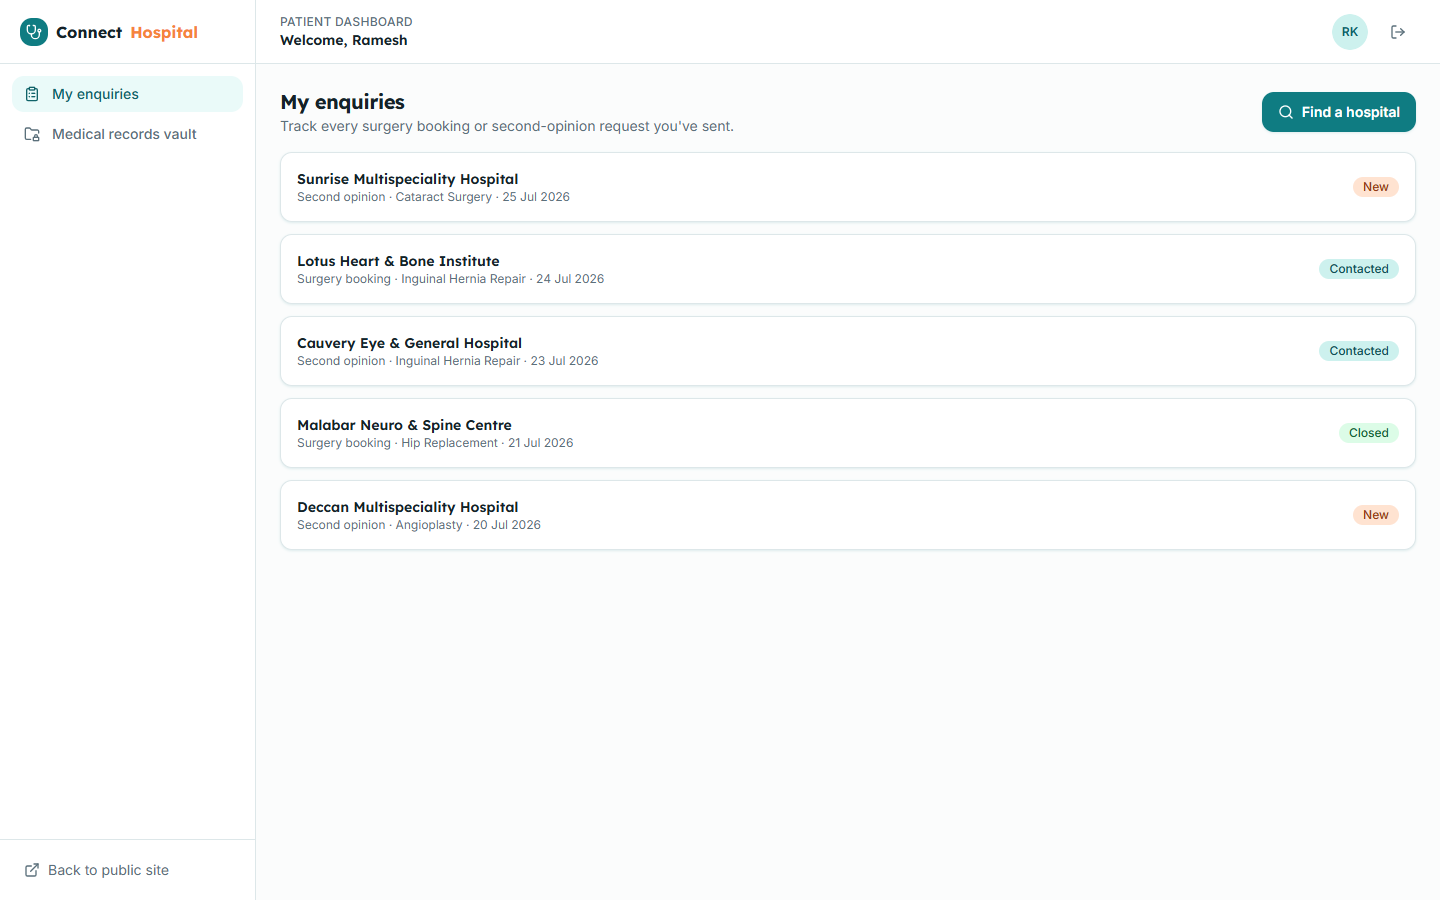 Connect Hospital
My enquiries
Medical records vault
Back to public site
PATIENT DASHBOARD
Welcome, Ramesh
RK
My enquiries
Track every surgery booking or second-opinion request you've sent.
Find a hospital
Sunrise Multispeciality Hospital
Second opinion · Cataract Surgery · 25 Jul 2026
New
Lotus Heart & Bone Institute
Surgery booking · Inguinal Hernia Repair · 24 Jul 2026
Contacted
Cauvery Eye & General Hospital
Second opinion · Inguinal Hernia Repair · 23 Jul 2026
Contacted
Malabar Neuro & Spine Centre
Surgery booking · Hip Replacement · 21 Jul 2026
Closed
Deccan Multispeciality Hospital
Second opinion · Angioplasty · 20 Jul 2026
New